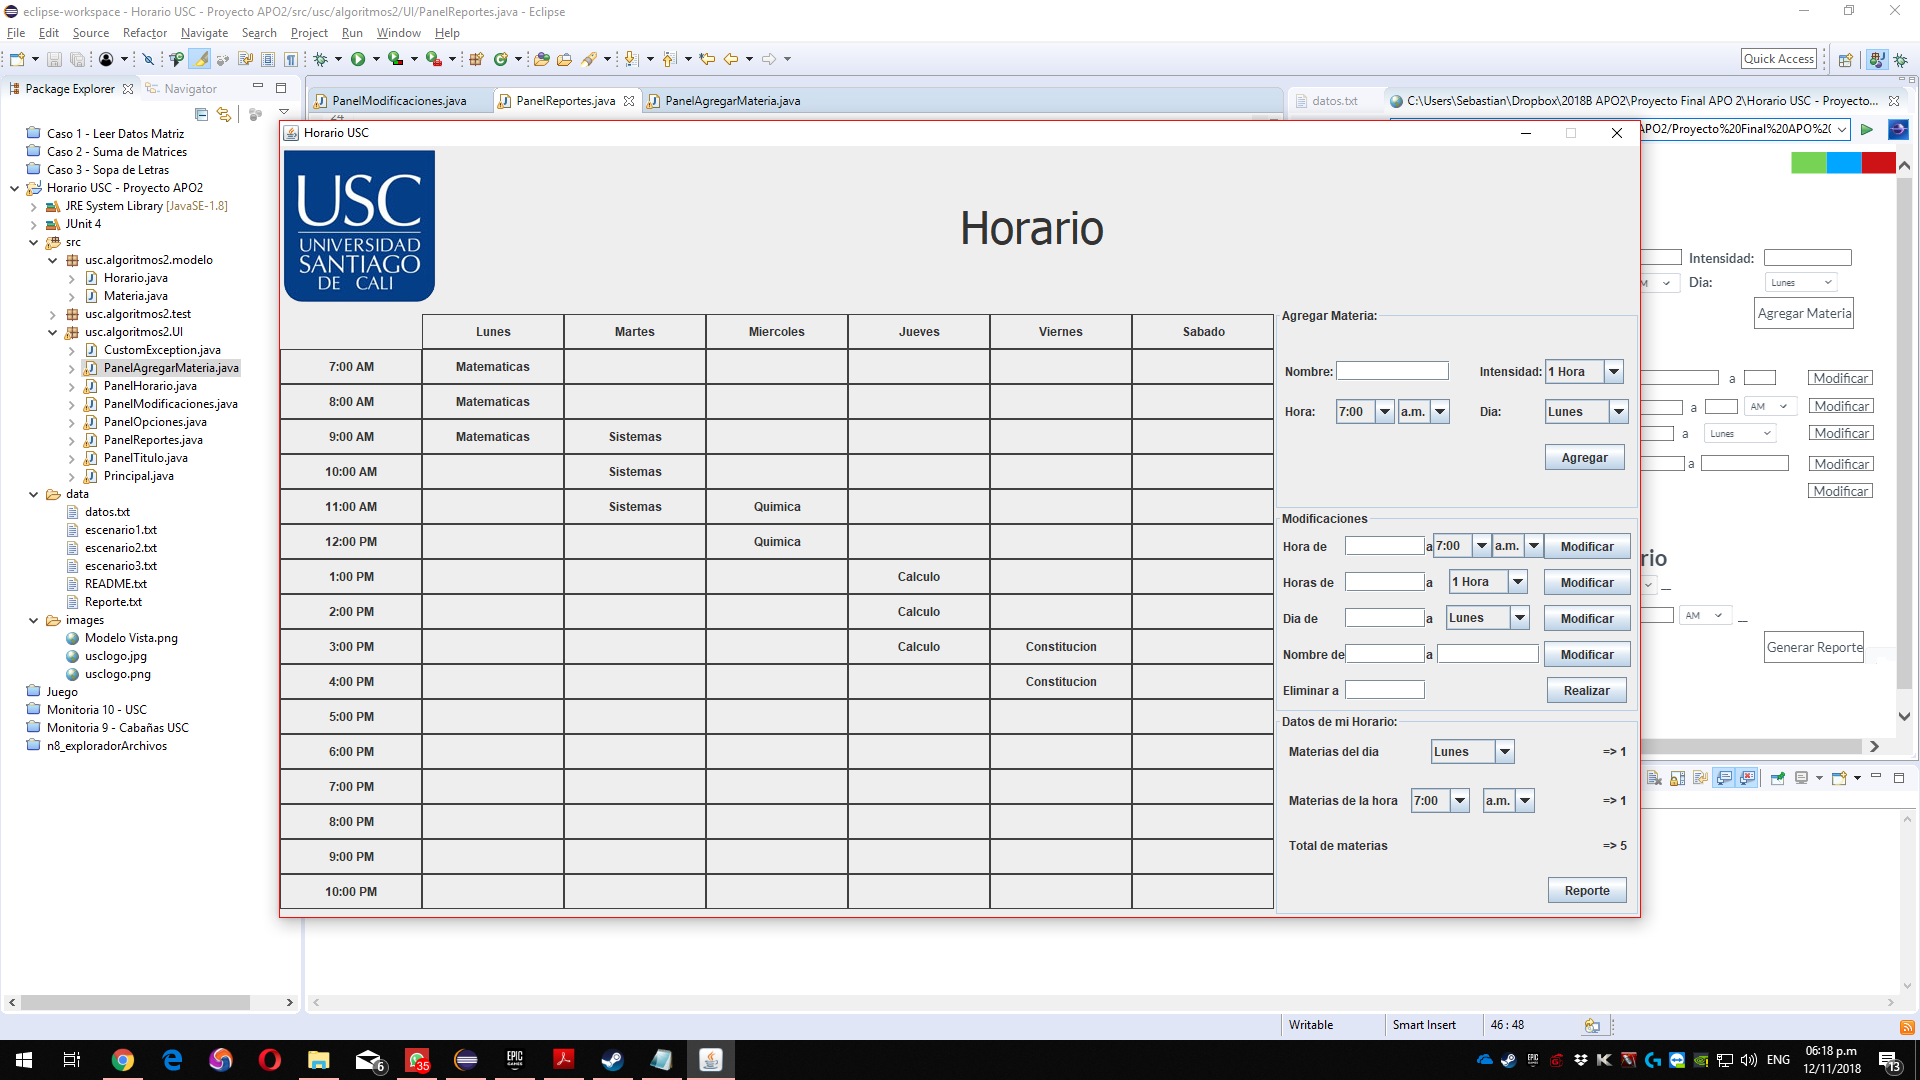 eclipse-workspace - Horario USC - Proyecto APO2/src/usc/algoritmos2/UI/PanelReportes.java - Eclipse
File Edit Source Refactor Navigate Search Project Run Window Help
Quick Access
Package Explorer
Navigator
PanelModificaciones.java
PanelReportes.java
PanelAgregarMateria.java
datos.txt
C:\Users\Sebastian\Dropbox\2018B APO2\Proyecto Final APO 2\Horario USC - Proyecto...
APO2/Proyecto%20Final%20APO%2
Caso 1 - Leer Datos Matriz
Caso 2 - Suma de Matrices
Caso 3 - Sopa de Letras
Horario USC - Proyecto APO2
JRE System Library [JavaSE-1.8]
JUnit 4
src
usc.algoritmos2.modelo
Horario.java
Materia.java
usc.algoritmos2.test
usc.algoritmos2.UI
CustomException.java
PanelAgregarMateria.java
PanelHorario.java
PanelModificaciones.java
PanelOpciones.java
PanelReportes.java
PanelTitulo.java
Principal.java
data
datos.txt
escenario1.txt
escenario2.txt
escenario3.txt
README.txt
Reporte.txt
images
Modelo Vista.png
usclogo.jpg
usclogo.png
Juego
Monitoria 10 - USC
Monitoria 9 - Cabañas USC
n8_exploradorArchivos
Horario USC
USC
UNIVERSIDAD
SANTIAGO
DE CALI
Horario
Lunes Martes Miercoles Jueves Viernes Sabado
7:00 AM Matematicas
8:00 AM Matematicas
9:00 AM Matematicas Sistemas
10:00 AM Sistemas
11:00 AM Sistemas Quimica
12:00 PM Quimica
1:00 PM Calculo
2:00 PM Calculo
3:00 PM Calculo Constitucion
4:00 PM Constitucion
5:00 PM
6:00 PM
7:00 PM
8:00 PM
9:00 PM
10:00 PM
Agregar Materia:
Nombre: Intensidad: 1 Hora
Hora: 7:00 a.m. Dia: Lunes
Agregar
Modificaciones
Hora de a 7:00 a.m. Modificar
Horas de a 1 Hora Modificar
Dia de a Lunes Modificar
Nombre de a Modificar
Eliminar a Realizar
Datos de mi Horario:
Materias del dia Lunes => 1
Materias de la hora 7:00 a.m. => 1
Total de materias => 5
Reporte
Intensidad:
M Dia: Lunes
Agregar Materia
a Modificar
a AM Modificar
a Lunes Modificar
a Modificar
Modificar
rio
AM
Generar Reporte
Writable Smart Insert 46 : 48
6
35
EPIC GAMES
ENG
06:18 p.m
12/11/2018
13